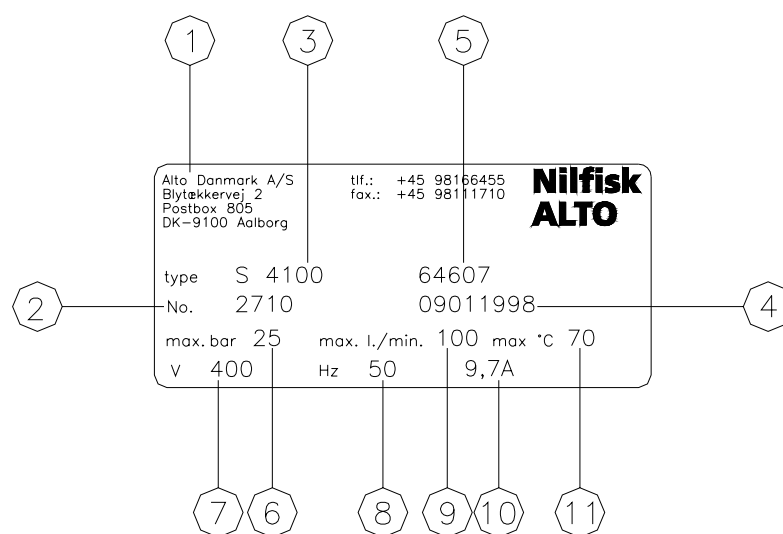 1 3 5
Alto Danmark A/S tlf.: +45 98166455 Nilfisk
Blytækkervej 2 fax.: +45 98111710 ALTO
Postbox 805
DK-9100 Aalborg
type S 4100 64607
2 No. 2710 09011998 4
max. bar 25 max. l./min. 100 max °C 70
V 400 Hz 50 9,7A
7 6 8 9 10 11